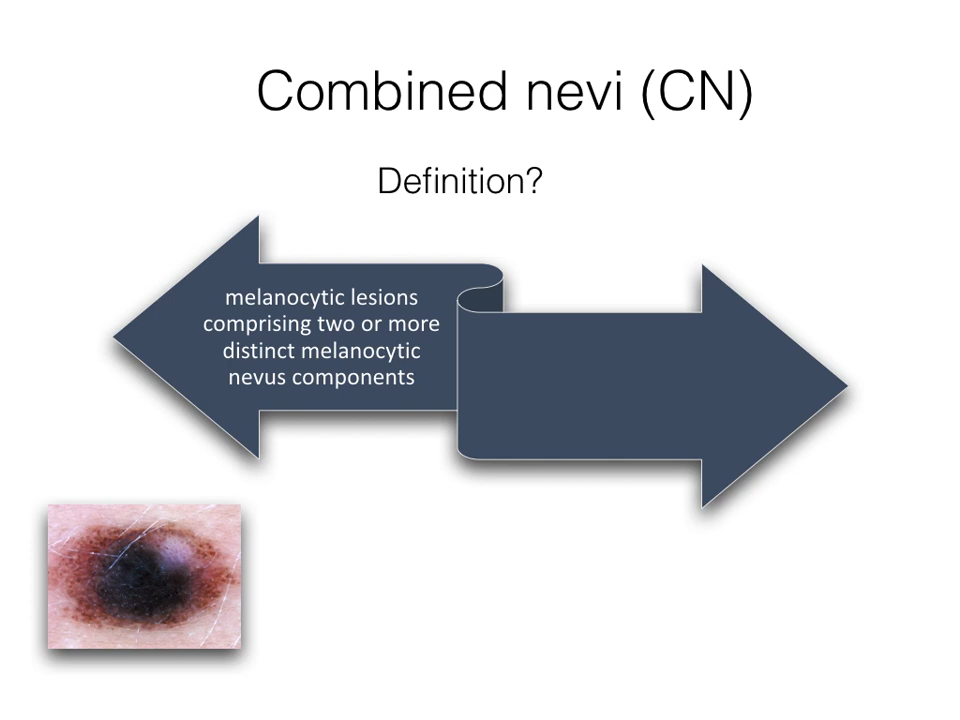 Combined nevi (CN)
Definition?
melanocytic lesions
comprising two or more
distinct melanocytic
nevus components